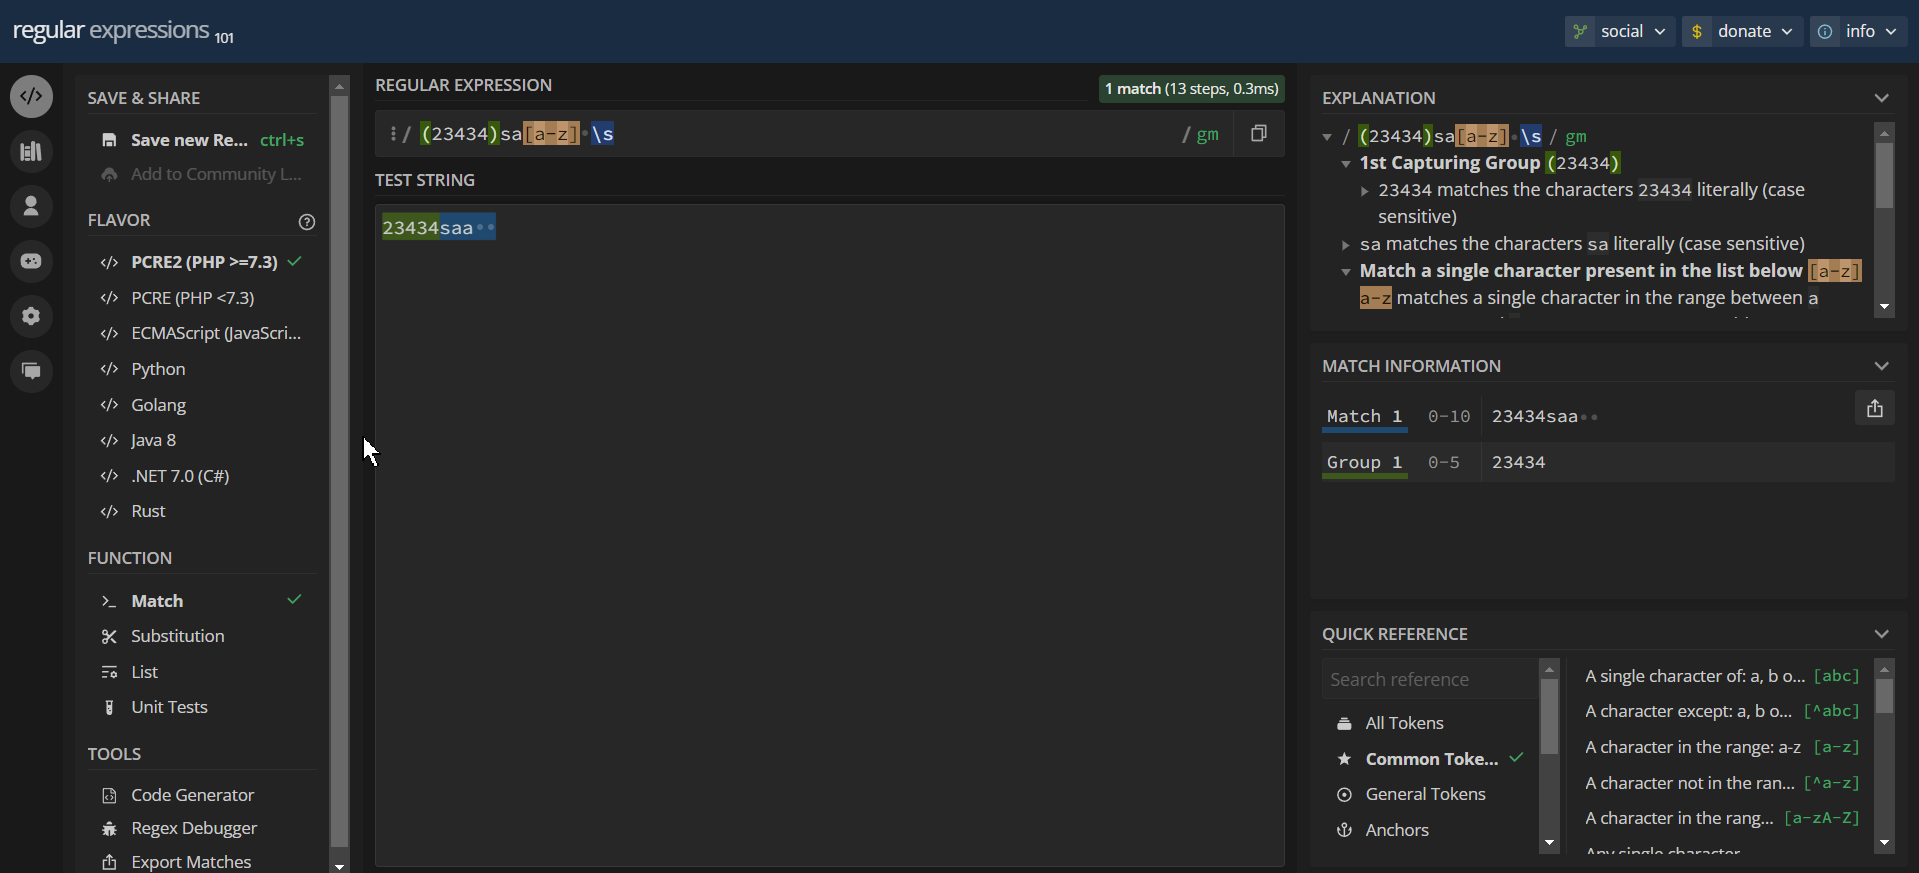 regular expressions 101
social
donate
info
SAVE & SHARE
Save new Re... ctrl+s
Add to Community L...
FLAVOR
PCRE2 (PHP >=7.3)
PCRE (PHP <7.3)
ECMAScript (JavaScri...
Python
Golang
Java 8
.NET 7.0 (C#)
Rust
FUNCTION
Match
Substitution
List
Unit Tests
TOOLS
Code Generator
Regex Debugger
Export Matches
REGULAR EXPRESSION
1 match (13 steps, 0.3ms)
/ (23434)sa[a-z]·\s / gm
TEST STRING
23434saa··
EXPLANATION
/ (23434)sa[a-z]·\s / gm
1st Capturing Group (23434)
23434 matches the characters 23434 literally (case
sensitive)
sa matches the characters sa literally (case sensitive)
Match a single character present in the list below [a-z]
a-z matches a single character in the range between a
MATCH INFORMATION
Match 1 0-10 23434saa··
Group 1 0-5 23434
QUICK REFERENCE
Search reference
All Tokens
Common Toke...
General Tokens
Anchors
A single character of: a, b o... [abc]
A character except: a, b o... [^abc]
A character in the range: a-z [a-z]
A character not in the ran... [^a-z]
A character in the rang... [a-zA-Z]
Any single character